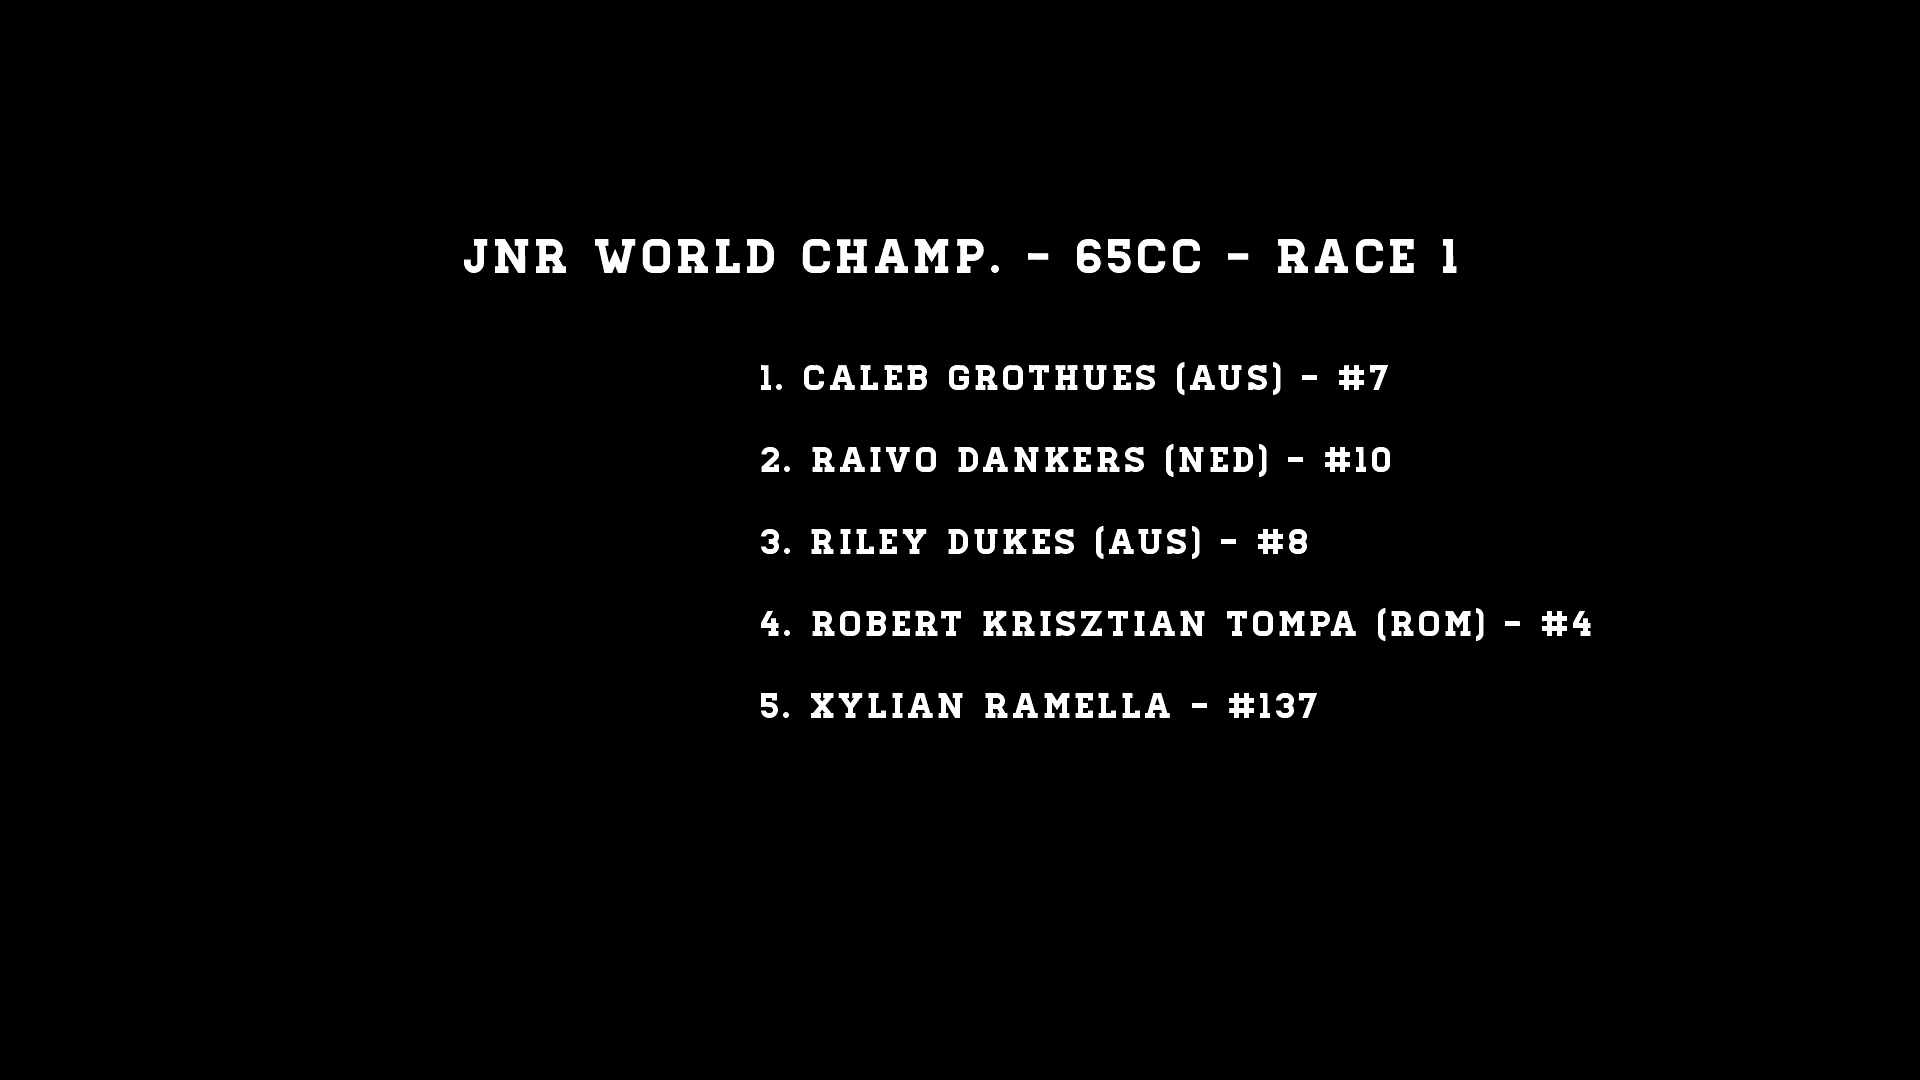 JNR WORLD CHAMP. - 65CC - RACE 1
1. CALEB GROTHUES (AUS) - #7
2. RAIVO DANKERS (NED) - #10
3. RILEY DUKES (AUS) - #8
4. ROBERT KRISZTIAN TOMPA (ROM) - #4
5. XYLIAN RAMELLA - #137